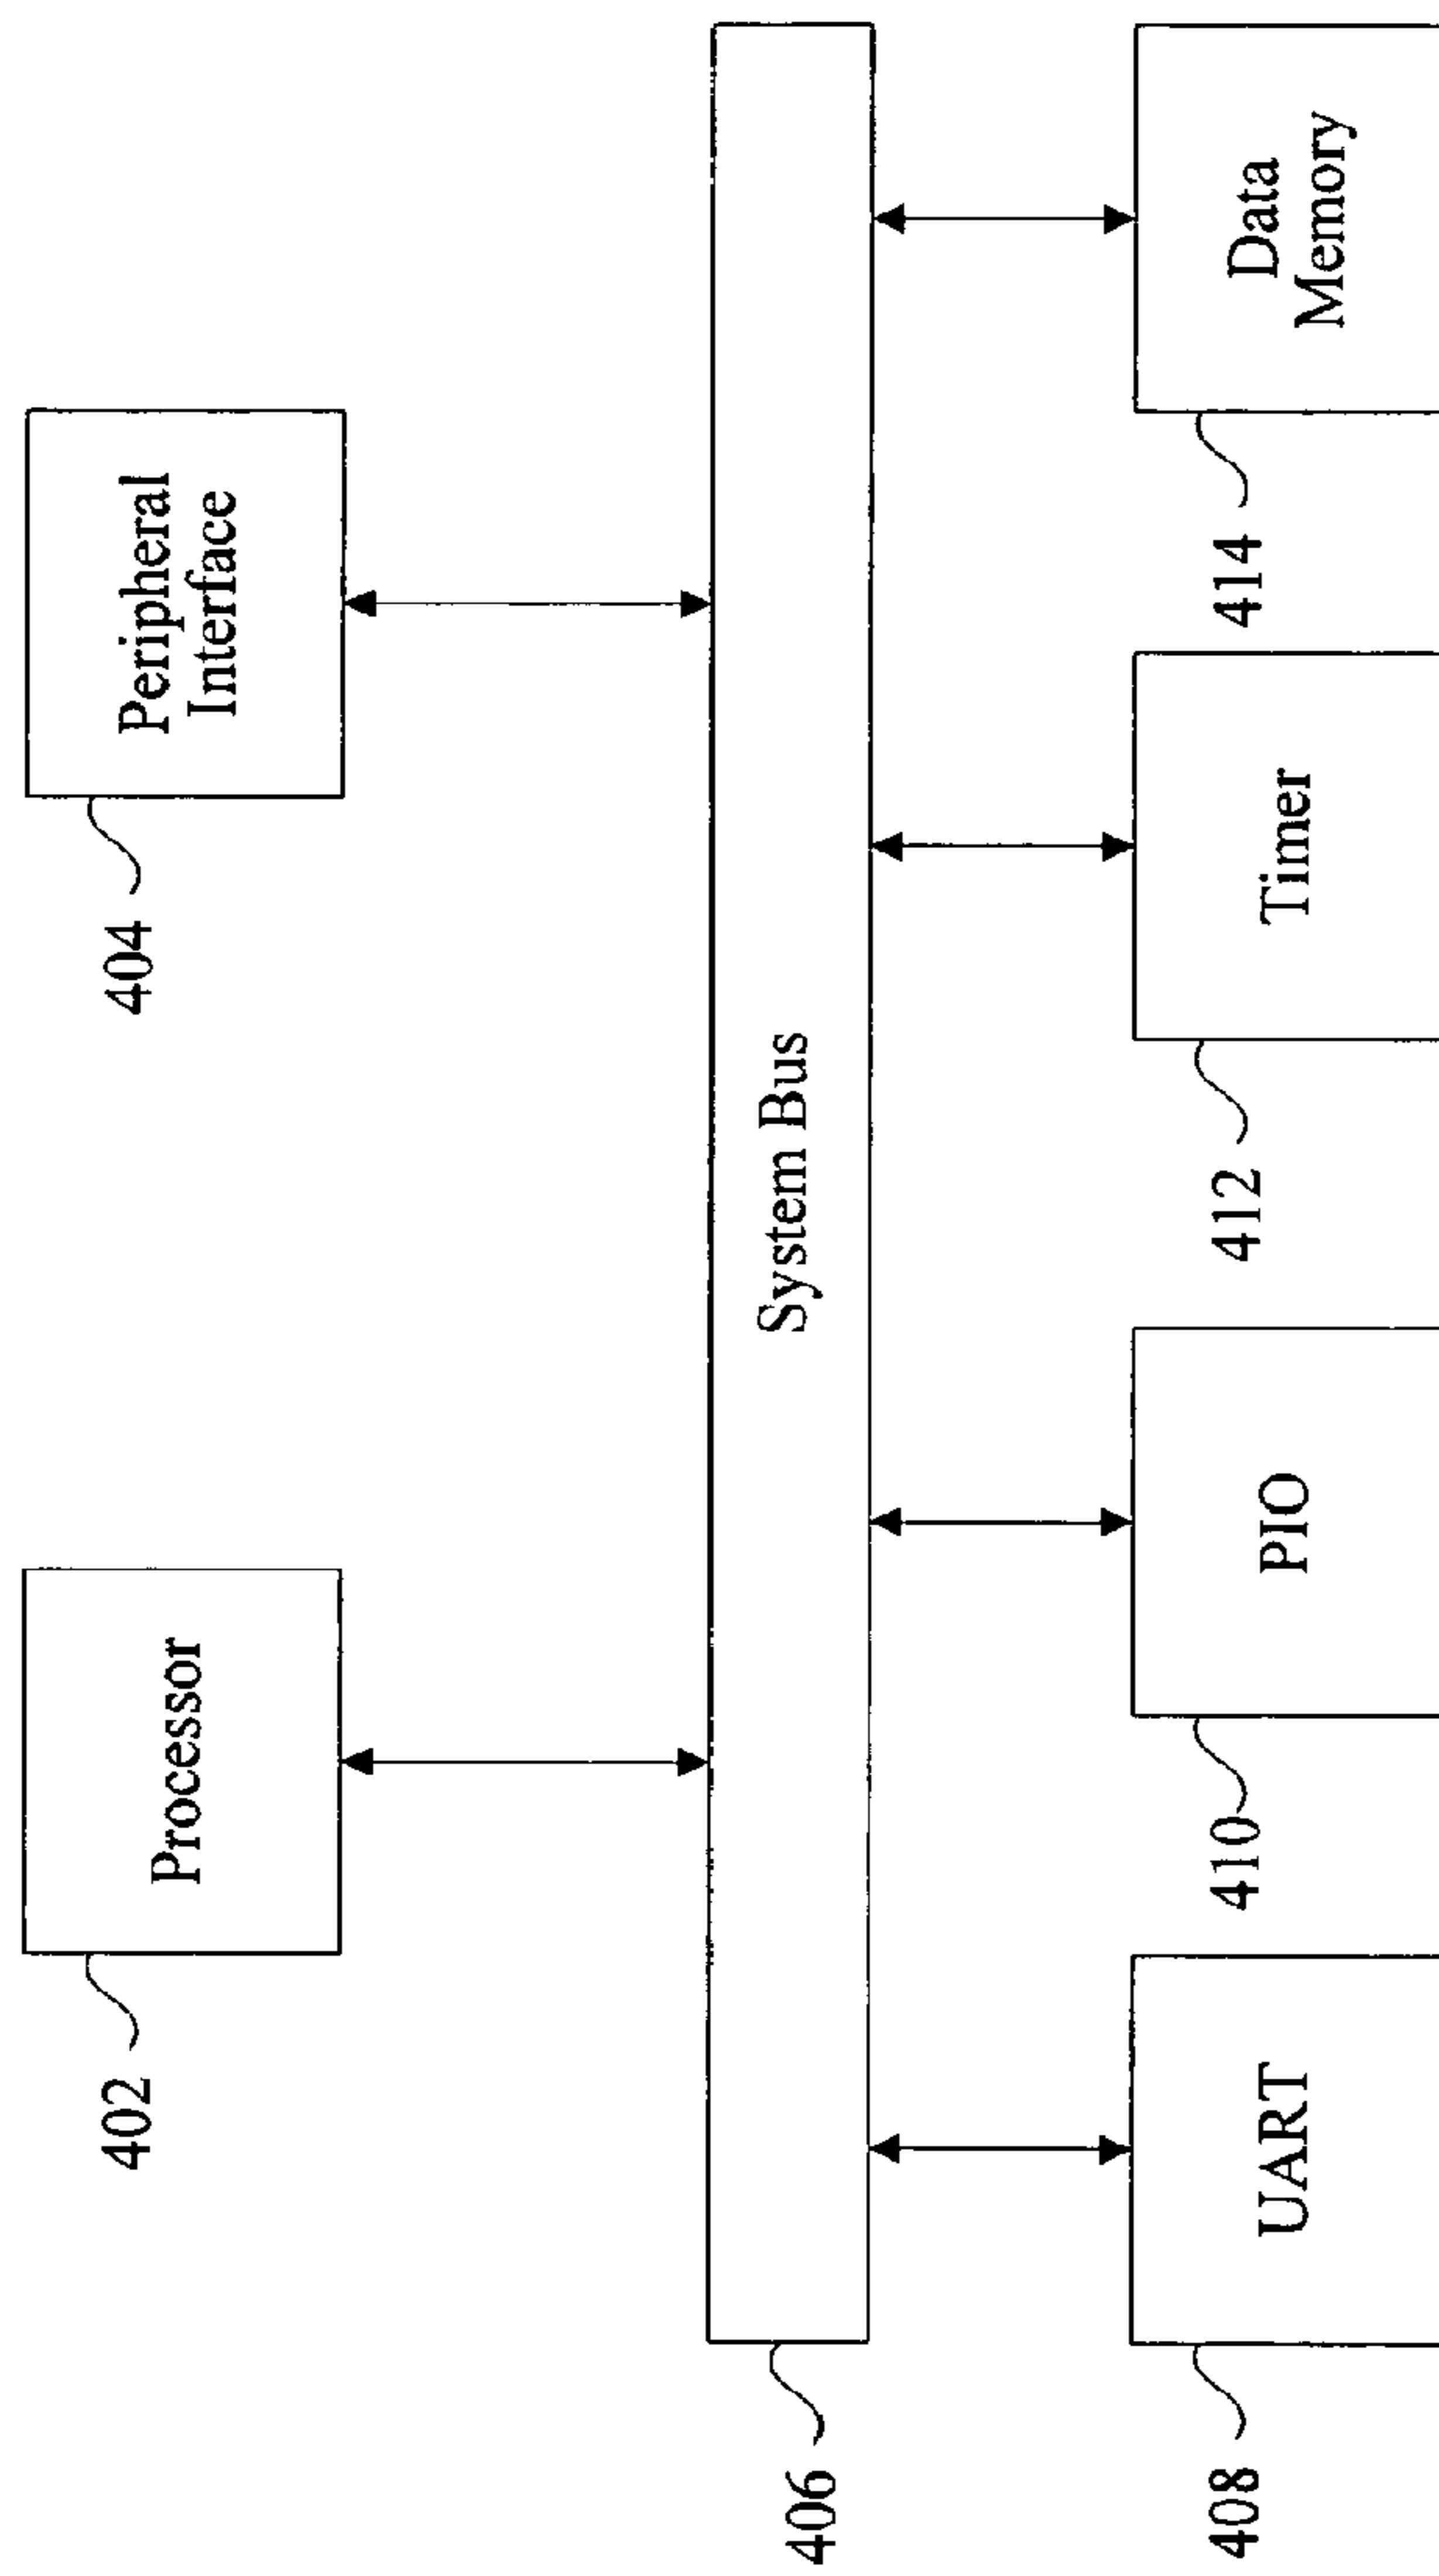 402
Processor
404
Peripheral
Interface
406
System Bus
408
UART
410
PIO
412
Timer
414
Data
Memory